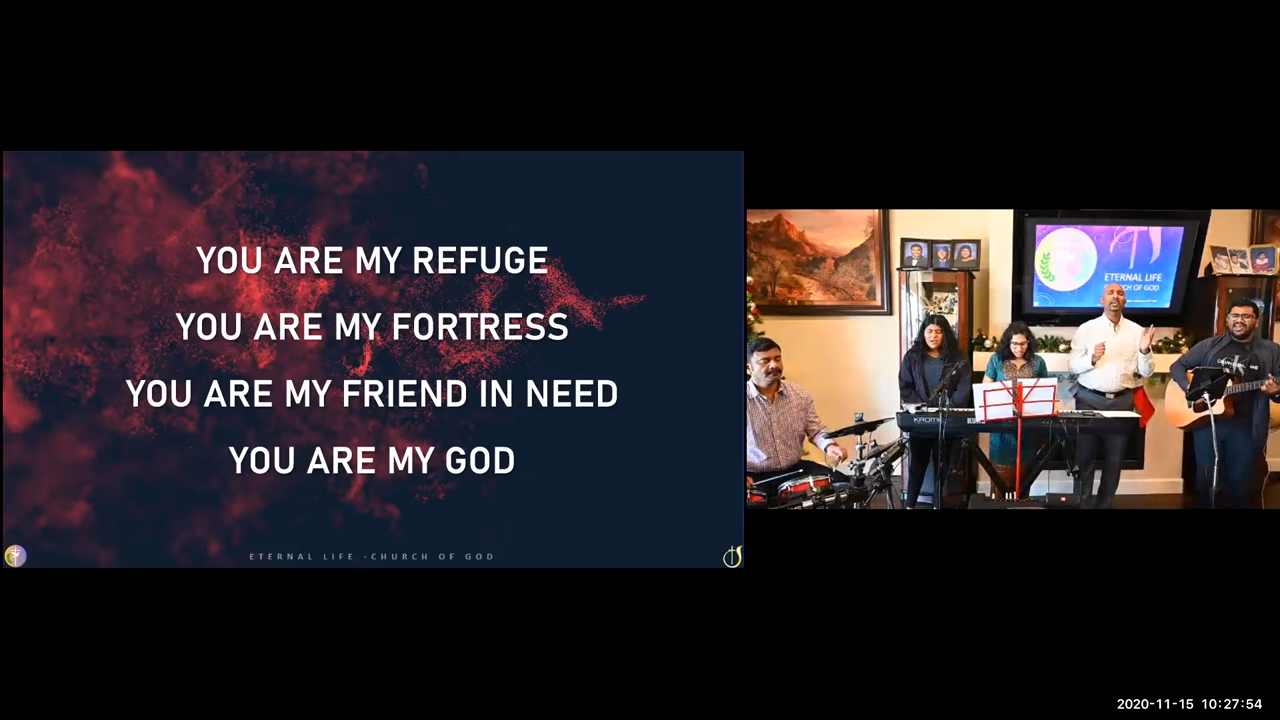 YOU ARE MY REFUGE
YOU ARE MY FORTRESS
YOU ARE MY FRIEND IN NEED
YOU ARE MY GOD
ETERNAL LIFE -CHURCH OF GOD
ETERNAL LIFE
CHURCH OF GOD
KROME
2020-11-15 10:27:54